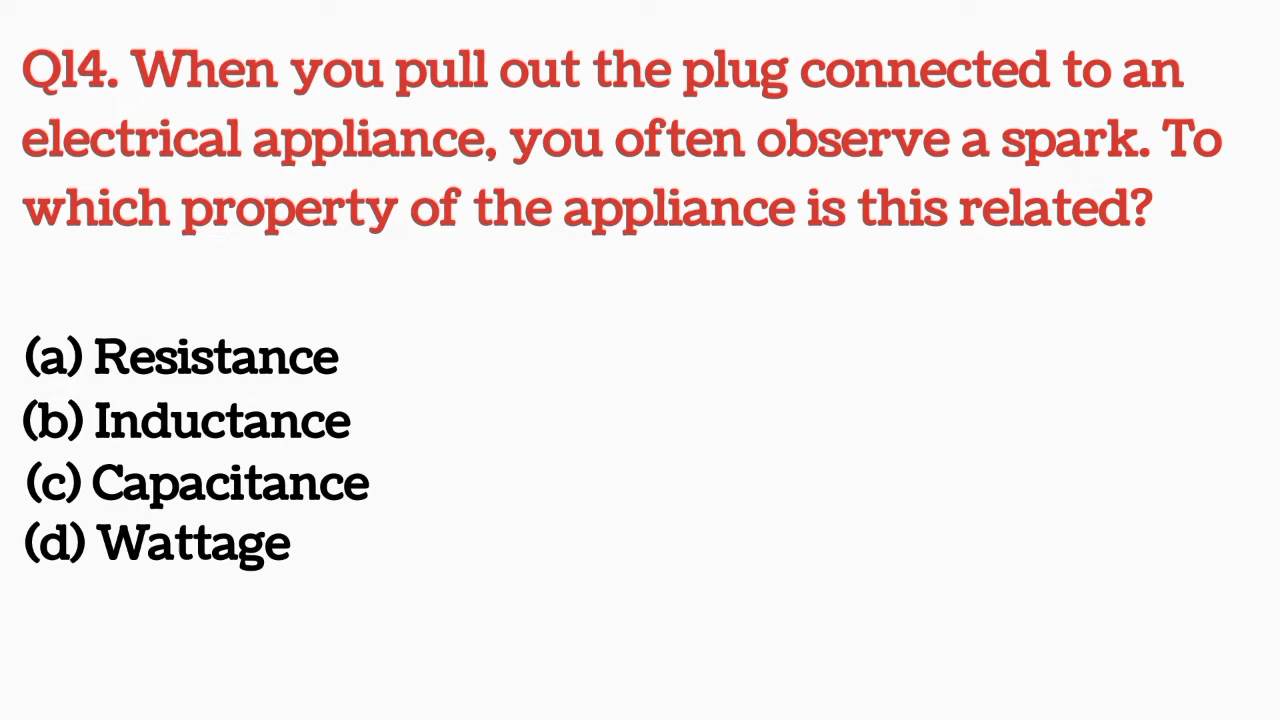 Q14. When you pull out the plug connected to an
electrical appliance, you often observe a spark. To
which property of the appliance is this related?
(a) Resistance
(b) Inductance
(c) Capacitance
(d) Wattage